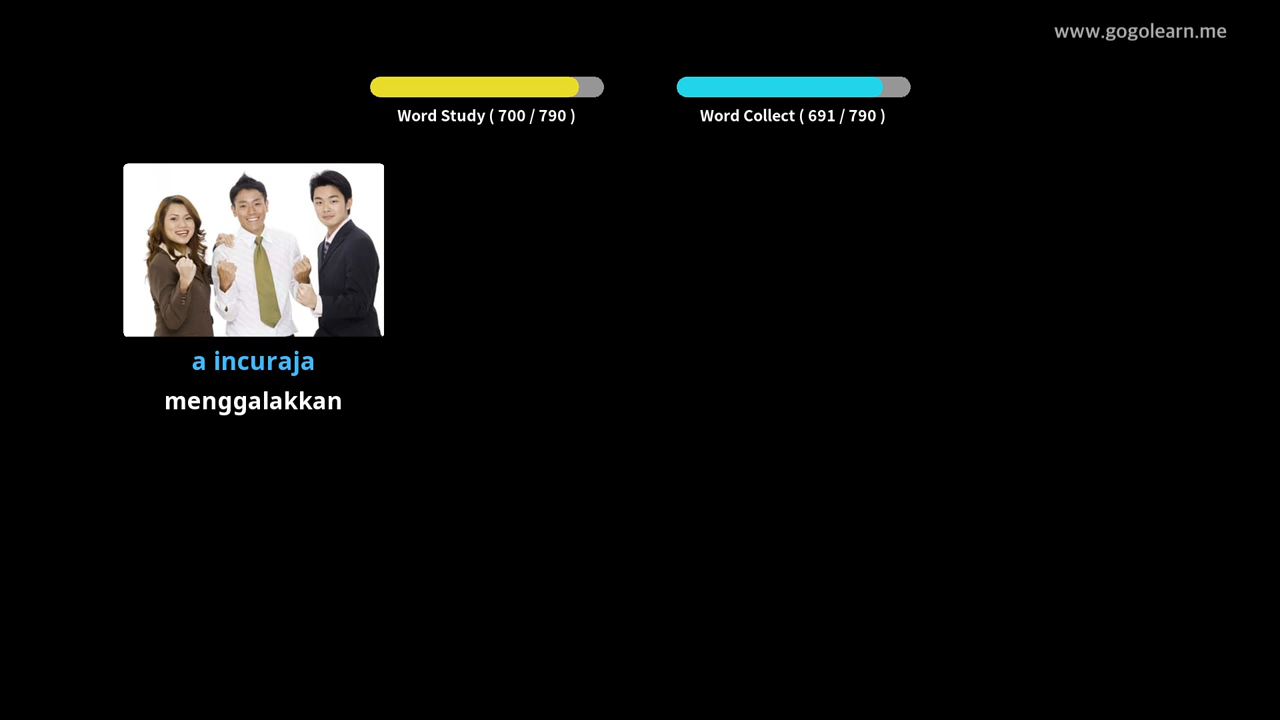 www.gogolearn.me
Word Study ( 700 / 790 )
Word Collect ( 691 / 790 )
a incuraja
menggalakkan